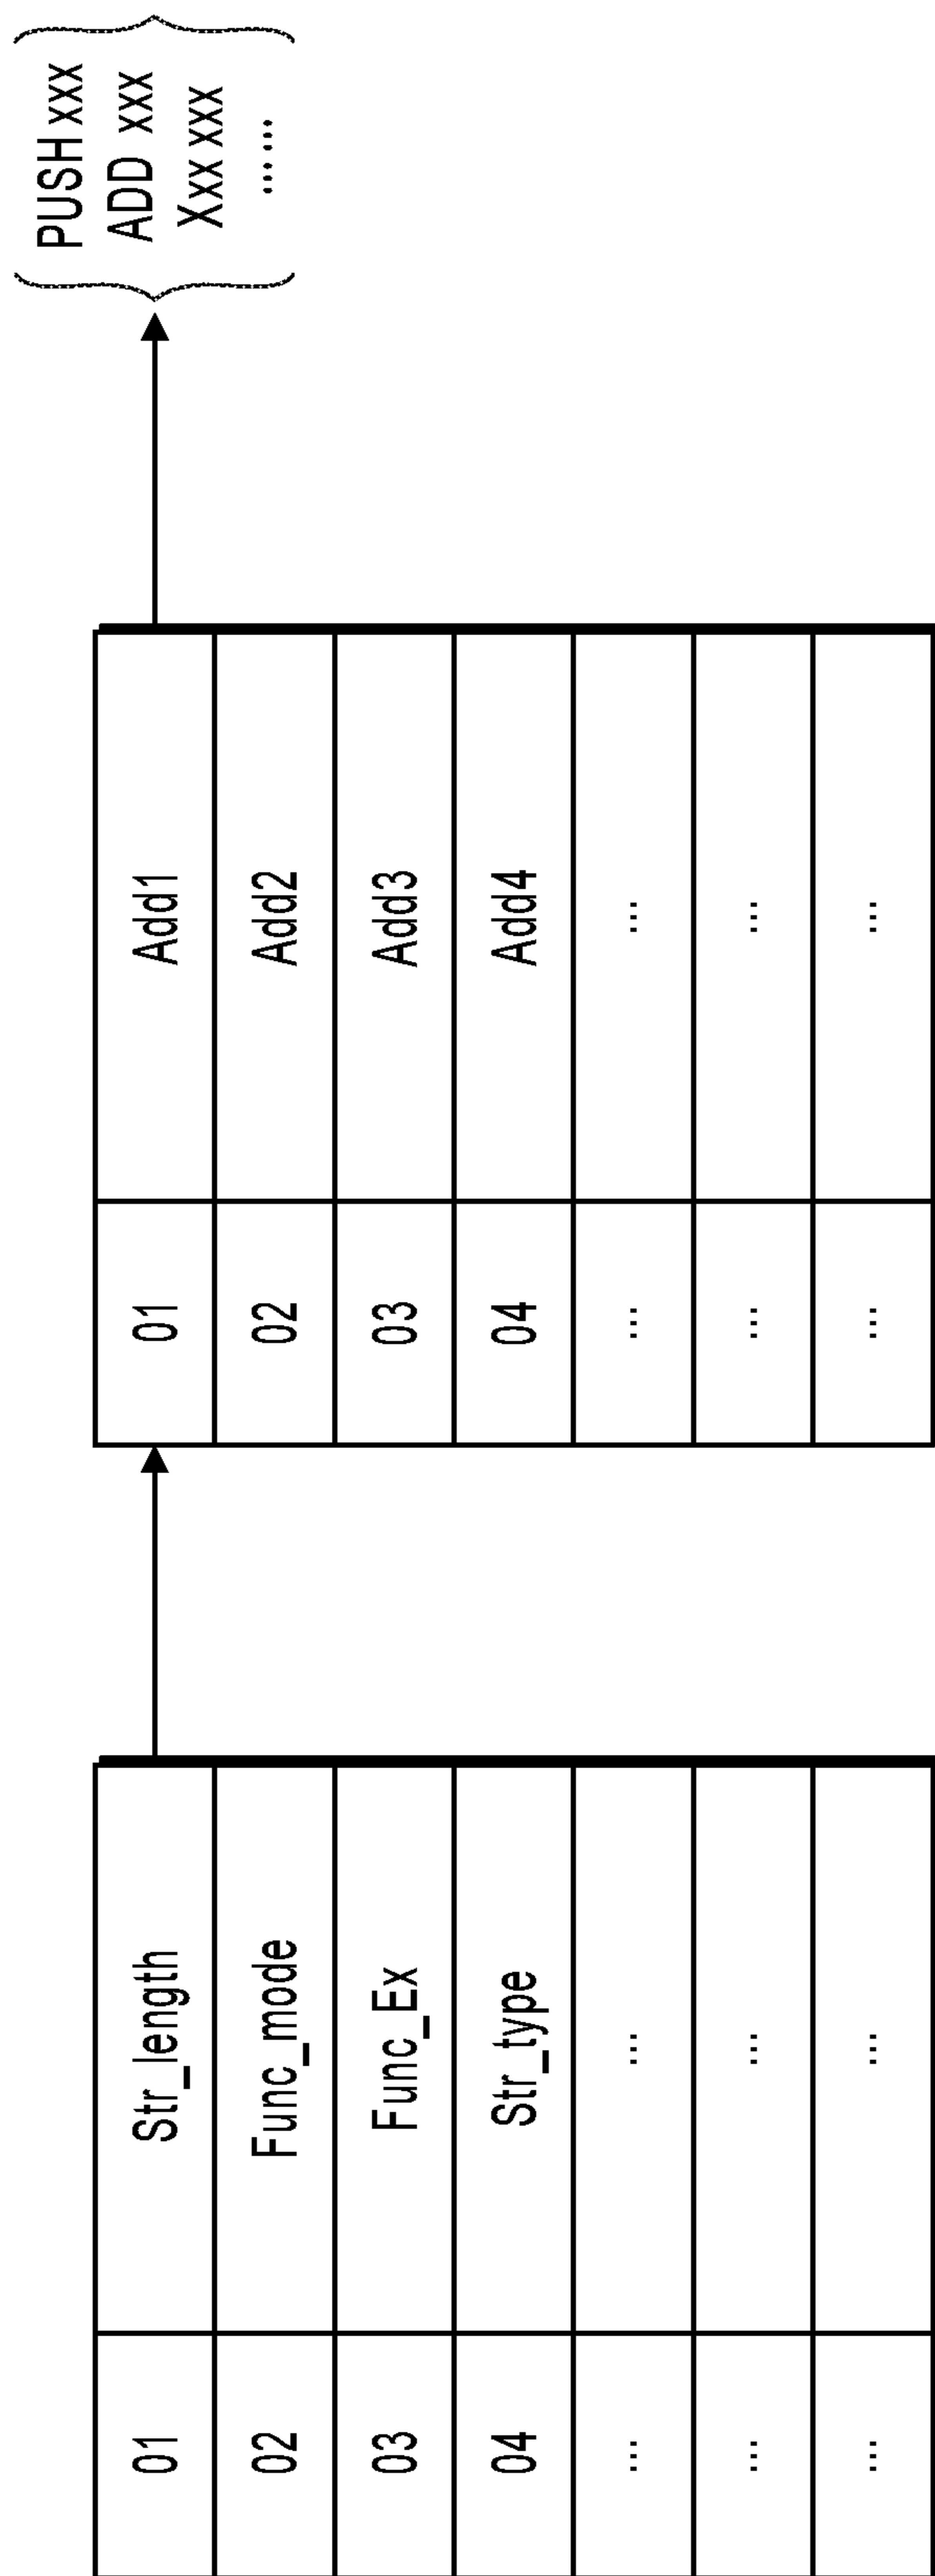 01 Str_length
02 Func_mode
03 Func_Ex
04 Str_type
... ...
... ...
... ...
01 Add1
02 Add2
03 Add3
04 Add4
... ...
... ...
... ...
PUSH xxx
ADD xxx
Xxx xxx
... ...